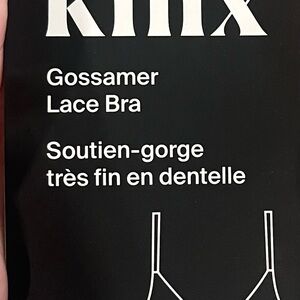 knix
Gossamer
Lace Bra
Soutien-gorge
très fin en dentelle